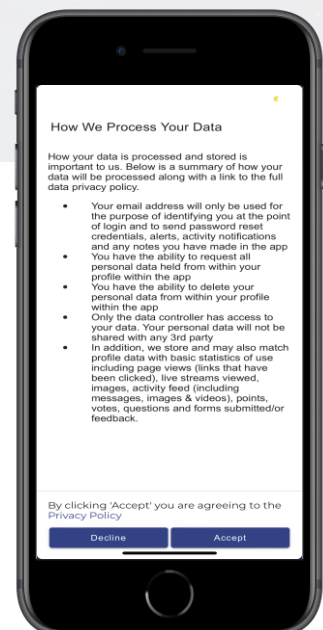 How We Process Your Data
How your data is processed and stored is
important to us. Below is a summary of how your
data will be processed along with a link to the full
data privacy policy.
• Your email address will only be used for
the purpose of identifying you at the point
of login and to send password reset
credentials, alerts, activity notifications
and any notes you have made in the app
• You have the ability to request all
personal data held from within your
profile within the app
• You have the ability to delete your
personal data from within your profile
within the app
• Only the data controller has access to
your data. Your personal data will not be
shared with any 3rd party
• In addition, we store and may also match
profile data with basic statistics of use
including page views (links that have
been clicked), live streams viewed,
images, activity feed (including
messages, images & videos), points,
votes, questions and forms submitted/or
feedback.
By clicking 'Accept' you are agreeing to the
Privacy Policy
Decline Accept